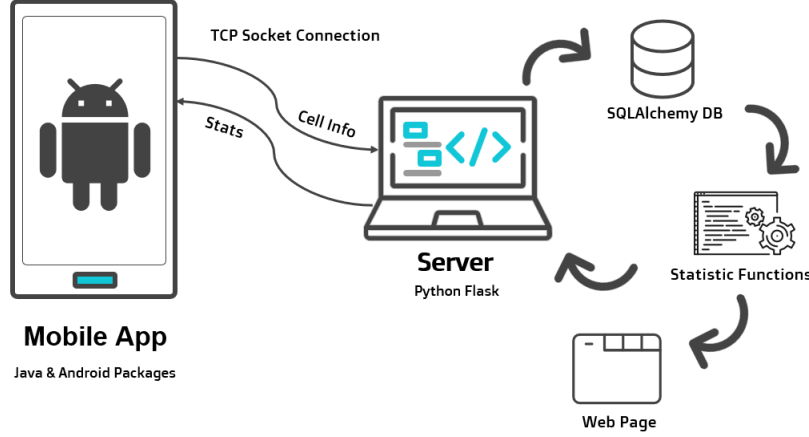 TCP Socket Connection
Cell Info
Stats
SQLAlchemy DB
Server
Python Flask
Statistic Functions
Mobile App
Java & Android Packages
Web Page